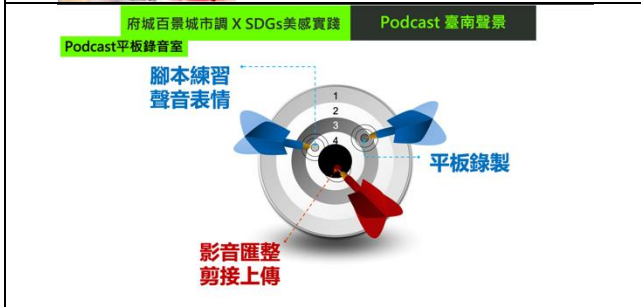 府城百景城市調 X SDGs美感實踐
Podcast 臺南聲景
Podcast平板錄音室
腳本練習
聲音表情
1
2
3
4
平板錄製
影音匯整
剪接上傳